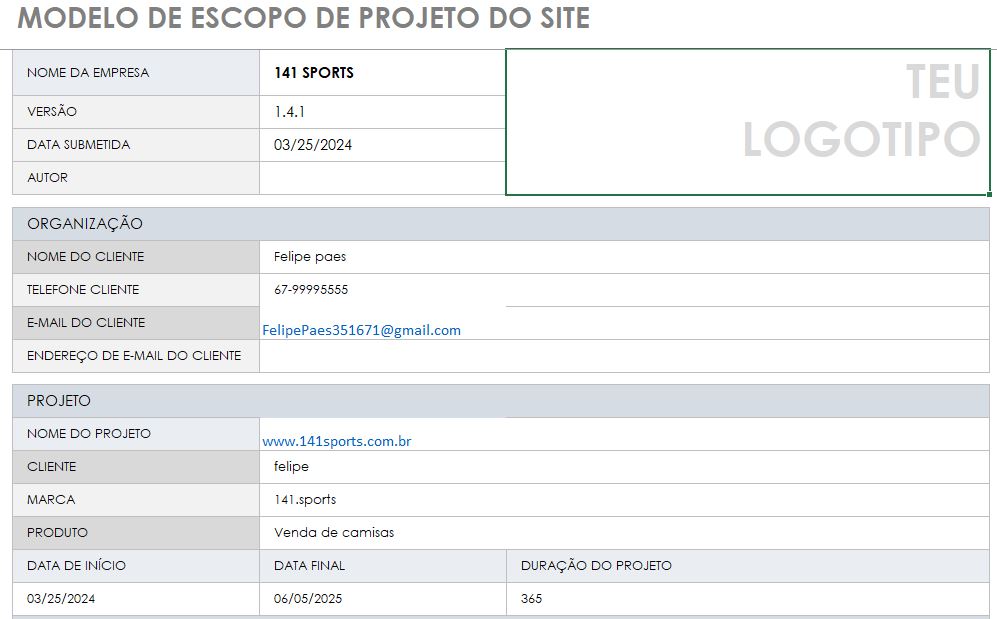 MODELO DE ESCOPO DE PROJETO DO SITE
NOME DA EMPRESA 141 SPORTS
TEU
LOGOTIPO
VERSÃO 1.4.1
DATA SUBMETIDA 03/25/2024
AUTOR
ORGANIZAÇÃO
NOME DO CLIENTE Felipe paes
TELEFONE CLIENTE 67-99995555
E-MAIL DO CLIENTE FelipePaes351671@gmail.com
ENDEREÇO DE E-MAIL DO CLIENTE
PROJETO
NOME DO PROJETO www.141sports.com.br
CLIENTE felipe
MARCA 141.sports
PRODUTO Venda de camisas
DATA DE INÍCIO DATA FINAL DURAÇÃO DO PROJETO
03/25/2024 06/05/2025 365